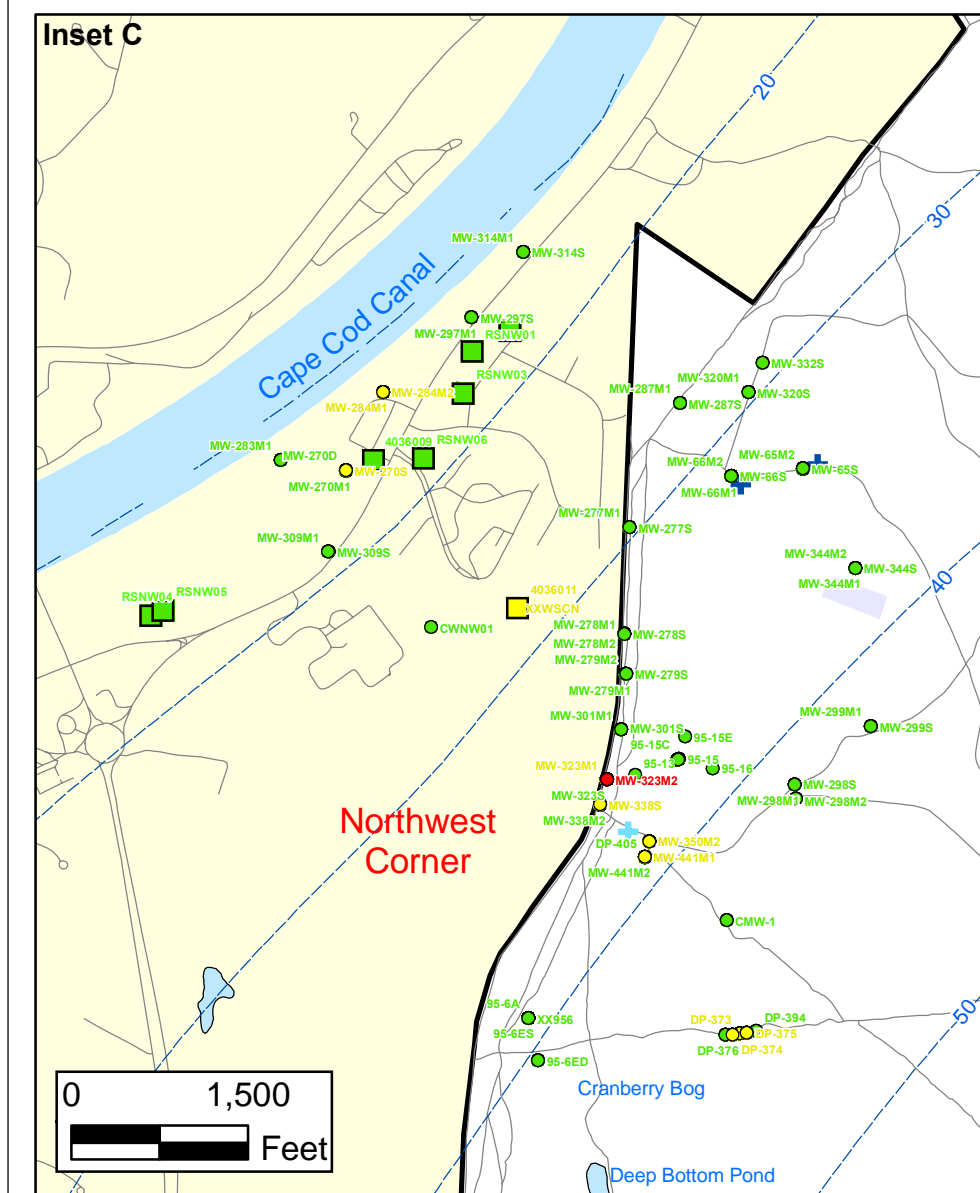 Inset C
20
30
MW-314M1
MW-314S
Cape Cod Canal
MW-297S
MW-297M1
RSNW01
RSNW03
MW-332S
MW-320M1
MW-320S
MW-287M1
MW-287S
MW-284M2
MW-284M1
MW-283M1
MW-270D
4036009
RSNW06
MW-270S
MW-270M1
MW-66M2
MW-65M2
MW-65S
MW-66S
MW-66M1
MW-277M1
MW-277S
MW-309M1
MW-309S
MW-344M2
MW-344S
MW-344M1
40
RSNW04
RSNW05
4036011
XXWSCN
CWNW01
MW-278M1
MW-278S
MW-278M2
MW-279M2
MW-279S
MW-279M1
MW-301M1
MW-301S
MW-299M1
MW-299S
95-15E
95-15C
95-15
95-13
95-16
MW-323M1
MW-323M2
MW-323S
MW-298S
MW-298M1
MW-298M2
MW-338S
MW-338M2
Northwest
Corner
DP-405
MW-350M2
MW-441M1
MW-441M2
CMW-1
95-6A
XX956
95-6ES
95-6ED
DP-373
DP-394
DP-375
DP-376
DP-374
50
Cranberry Bog
Deep Bottom Pond
0
1,500
Feet